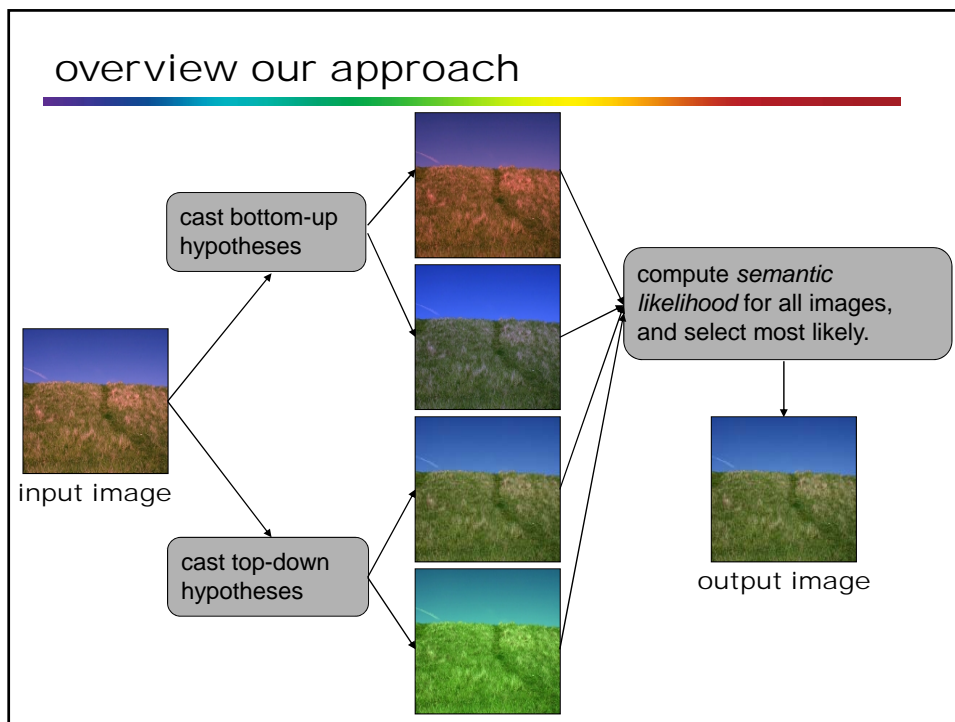 overview our approach
cast bottom-up
hypotheses
compute semantic
likelihood for all images,
and select most likely.
input image
cast top-down
hypotheses
output image